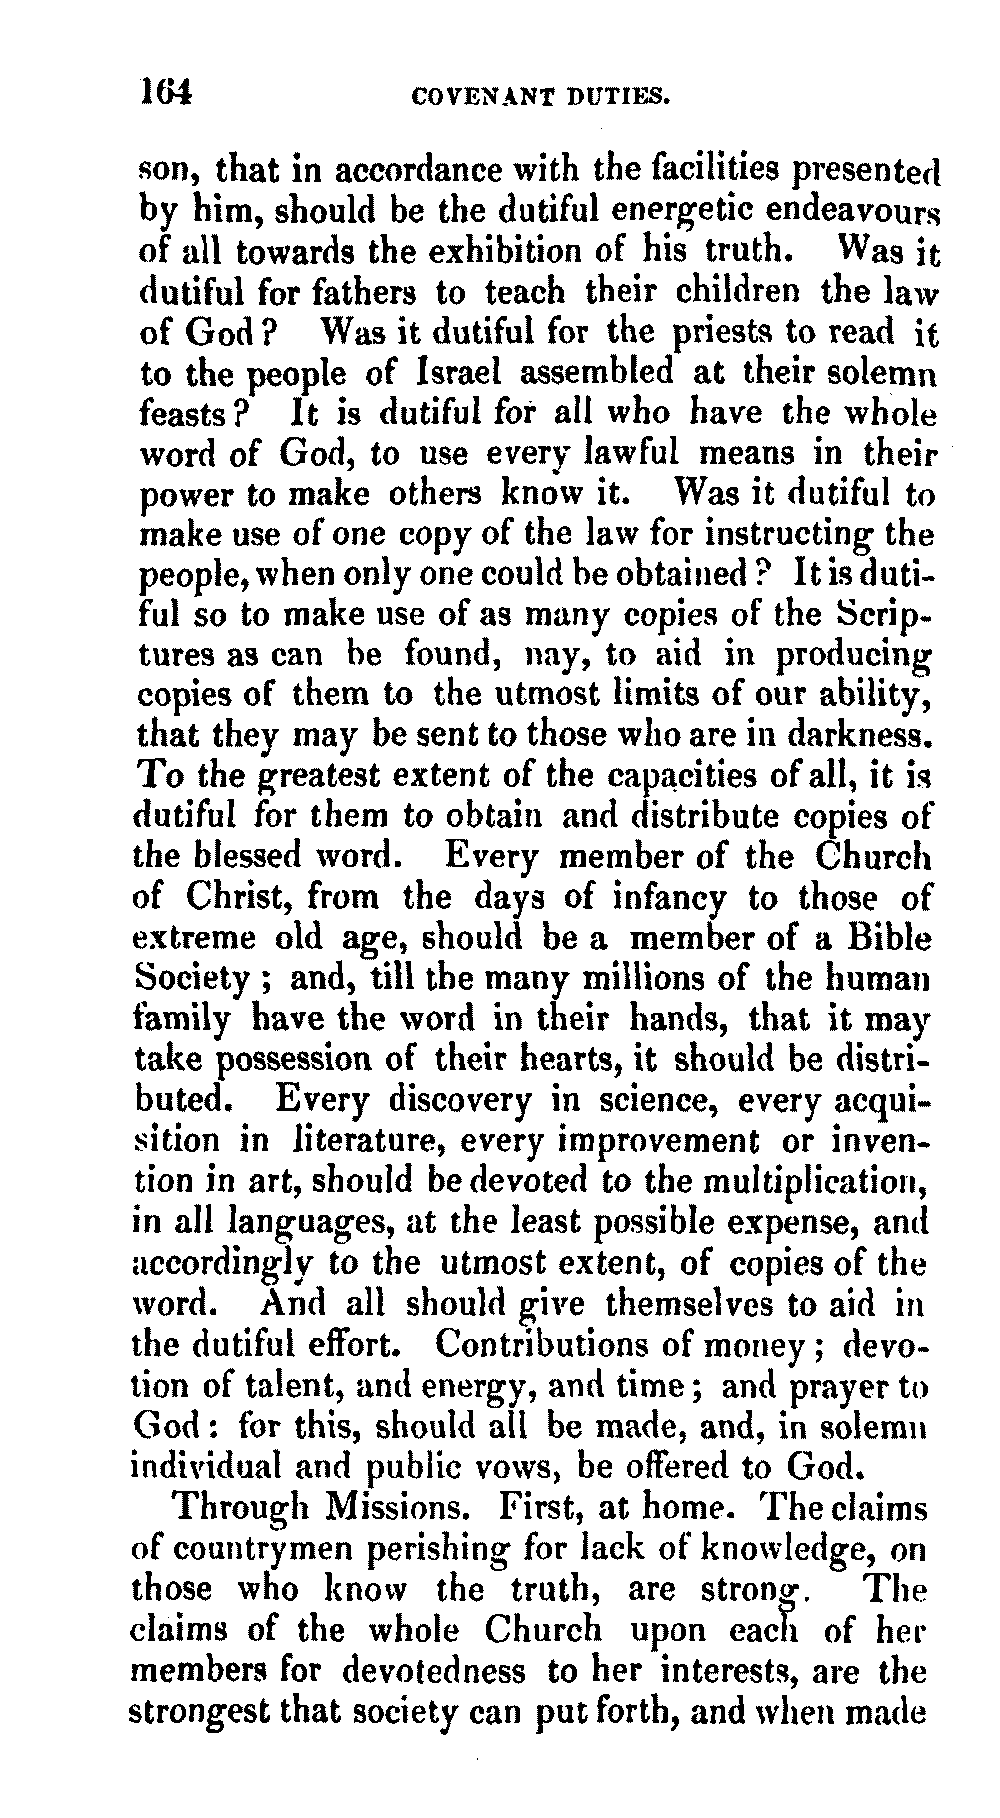 164 COVENANT DUTIES.
son, that in accordance with the facilities presented
by him, should be the dutiful energetic endeavours
of all towards the exhibition of his truth. Was it
dutiful for fathers to teach their children the law
of God? Was it dutiful for the priests to read it
to the people of Israel assembled at their solemn
feasts? It is dutiful for all who have the whole
word of God, to use every lawful means in their
power to make others know it. Was it dutiful to
make use of one copy of the law for instructing the
people, when only one could be obtained? It is duti-
ful so to make use of as many copies of the Scrip-
tures as can be found, nay, to aid in producing
copies of them to the utmost limits of our ability,
that they may be sent to those who are in darkness.
To the greatest extent of the capacities of all, it is
dutiful for them to obtain and distribute copies of
the blessed word. Every member of the Church
of Christ, from the days of infancy to those of
extreme old age, should be a member of a Bible
Society; and, till the many millions of the human
family have the word in their hands, that it may
take possession of their hearts, it should be distri-
buted. Every discovery in science, every acqui-
sition in literature, every improvement or inven-
tion in art, should be devoted to the multiplication,
in all languages, at the least possible expense, and
accordingly to the utmost extent, of copies of the
word. And all should give themselves to aid in
the dutiful effort. Contributions of money; devo-
tion of talent, and energy, and time; and prayer to
God: for this, should all be made, and, in solemn
individual and public vows, be offered to God.
Through Missions. First, at home. The claims
of countrymen perishing for lack of knowledge, on
those who know the truth, are strong. The
claims of the whole Church upon each of her
members for devotedness to her interests, are the
strongest that society can put forth, and when made